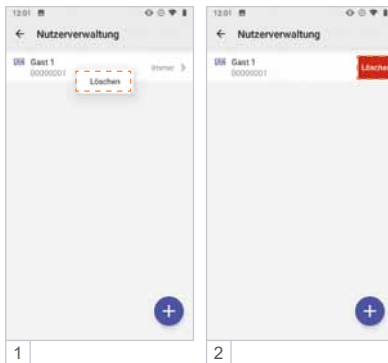 12:01
Nutzerverwaltung
Gast 1
00000001
Immer
Löschen
1
12:01
Nutzerverwaltung
Gast 1
00000001
Löschen
2